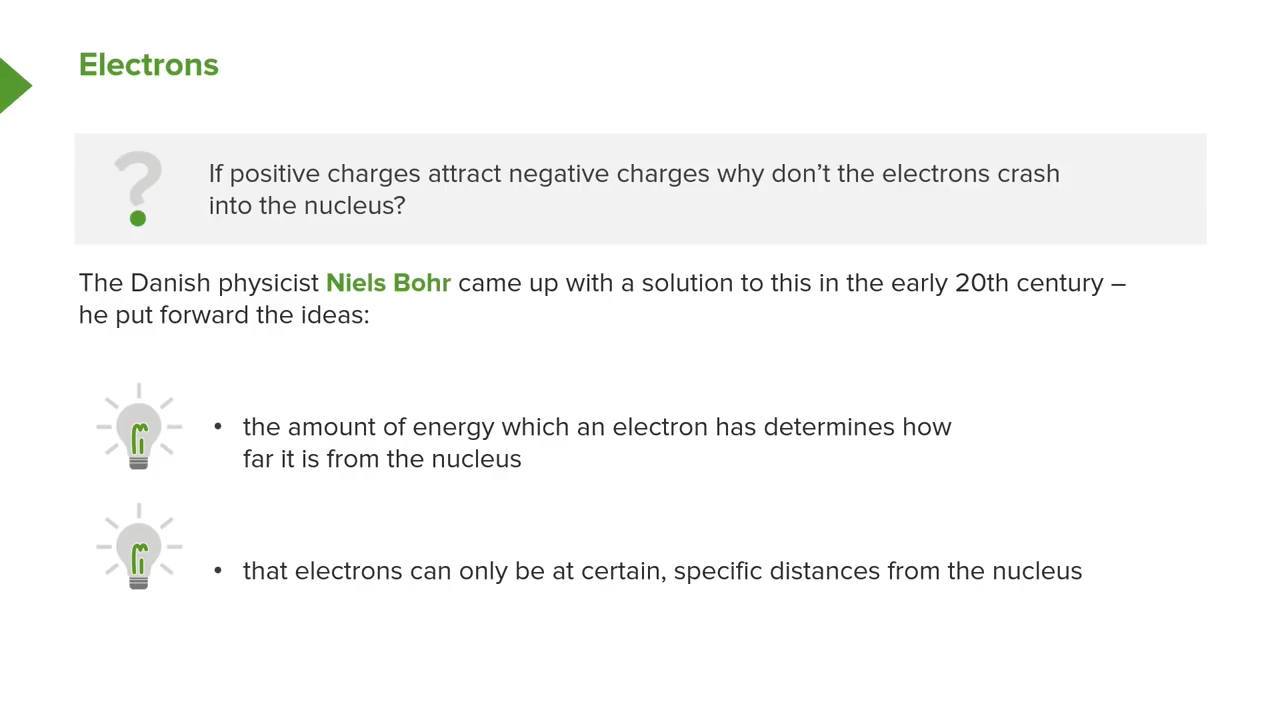 Electrons
If positive charges attract negative charges why don’t the electrons crash
into the nucleus?
The Danish physicist Niels Bohr came up with a solution to this in the early 20th century –
he put forward the ideas:
• the amount of energy which an electron has determines how
far it is from the nucleus
• that electrons can only be at certain, specific distances from the nucleus